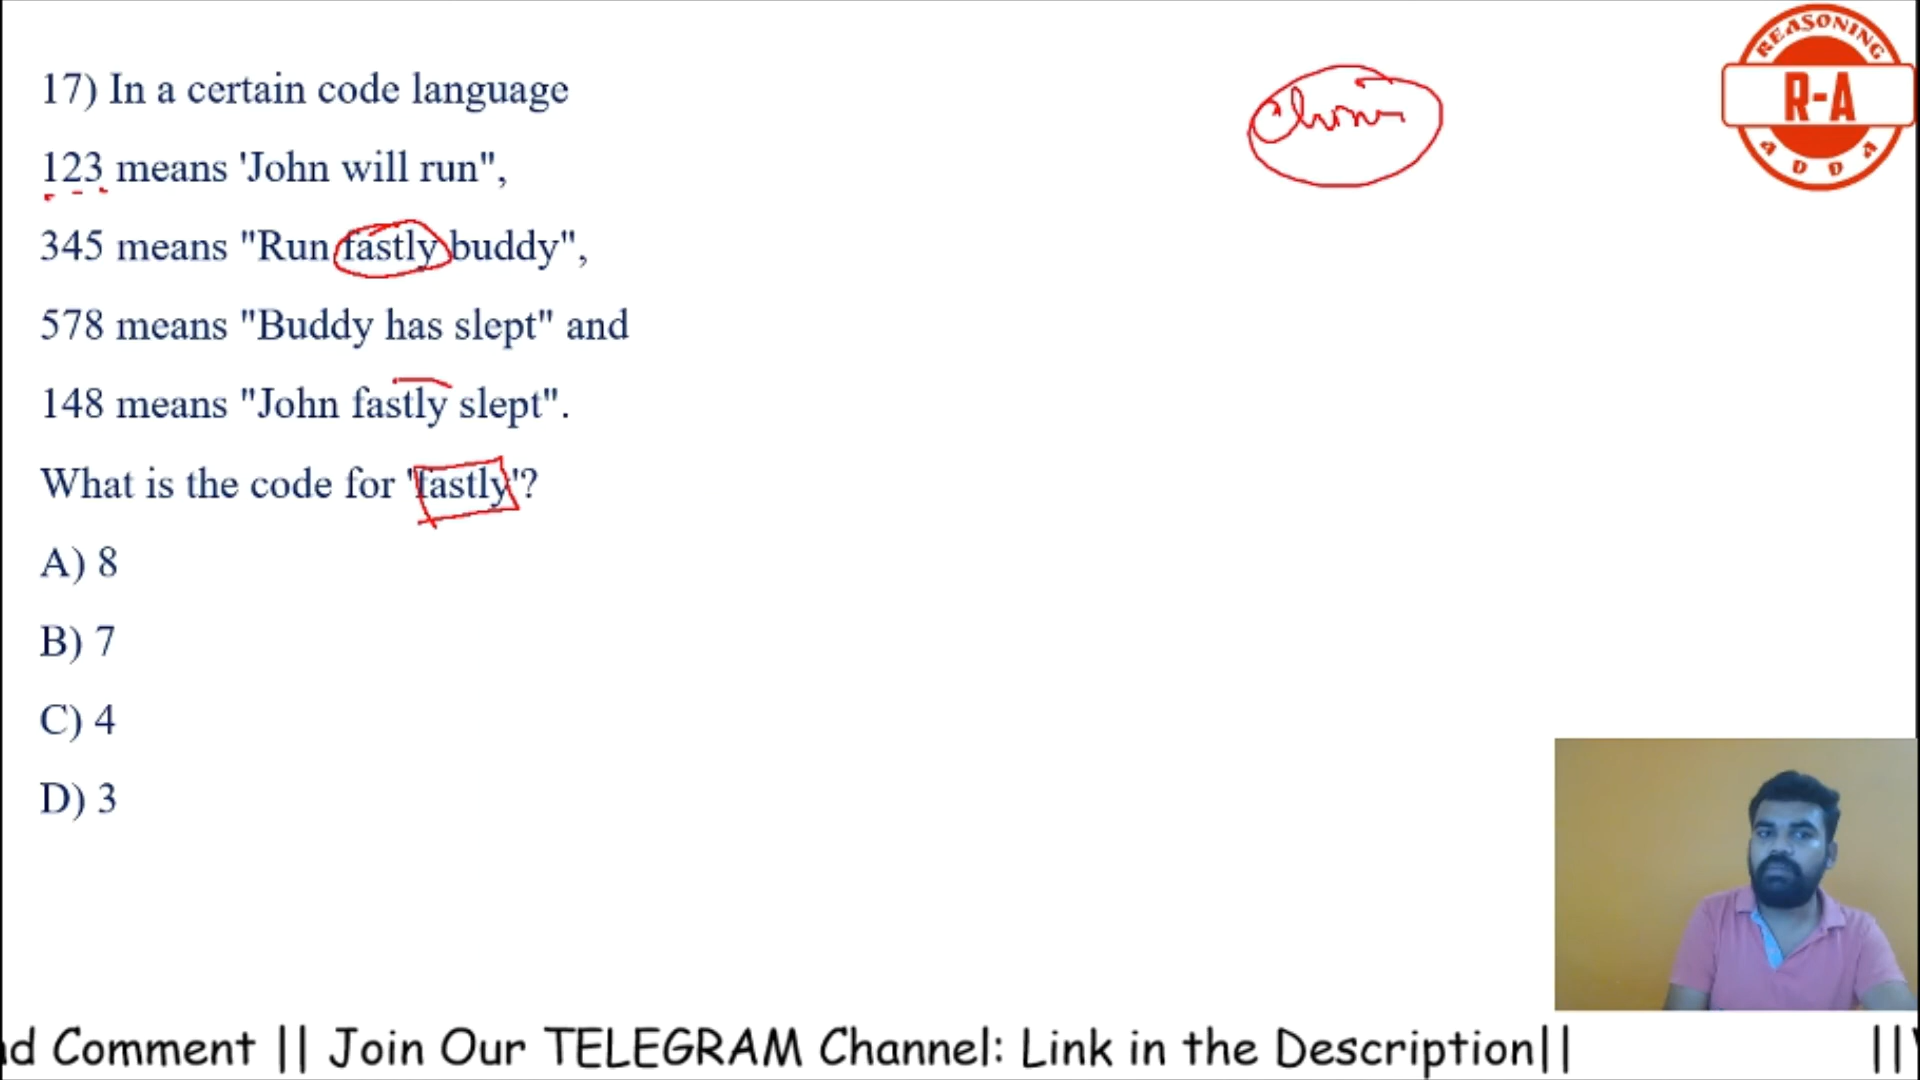 17) In a certain code language
123 means 'John will run",
345 means "Run fastly buddy",
578 means "Buddy has slept" and
148 means "John fastly slept".
What is the code for 'fastly'?
A) 8
B) 7
C) 4
D) 3
REASONING
R-A
ADDA
nd Comment || Join Our TELEGRAM Channel: Link in the Description|| ||